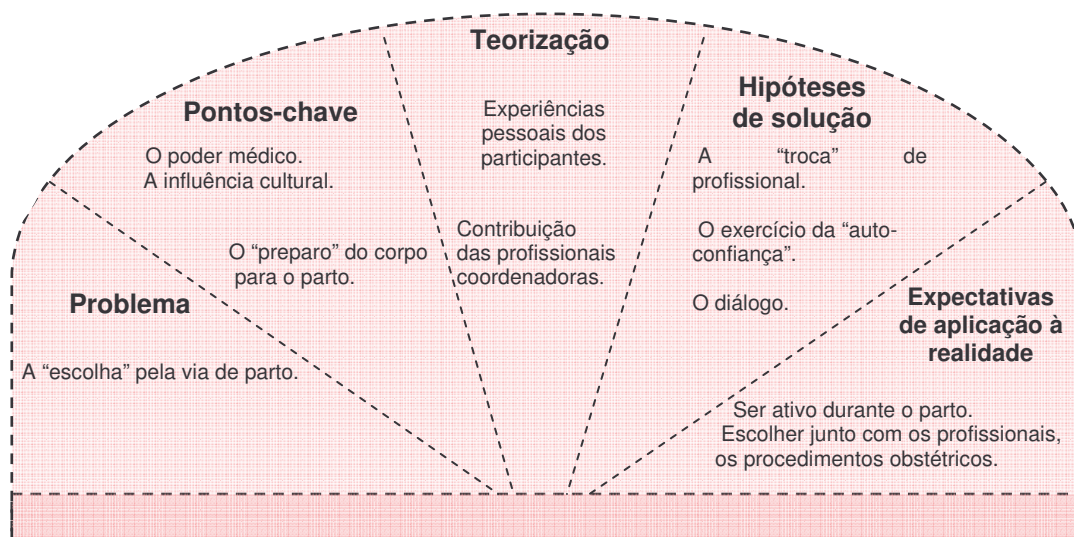 Problema
A “escolha” pela via de parto.
Pontos-chave
O poder médico.
A influência cultural.
O “preparo” do corpo
para o parto.
Teorização
Experiências
pessoais dos
participantes.
Contribuição
das profissionais
coordenadoras.
Hipóteses
de solução
A “troca” de
profissional.
O exercício da “auto-
confiança”.
O diálogo.
Expectativas
de aplicação à
realidade
Ser ativo durante o parto.
Escolher junto com os profissionais,
os procedimentos obstétricos.